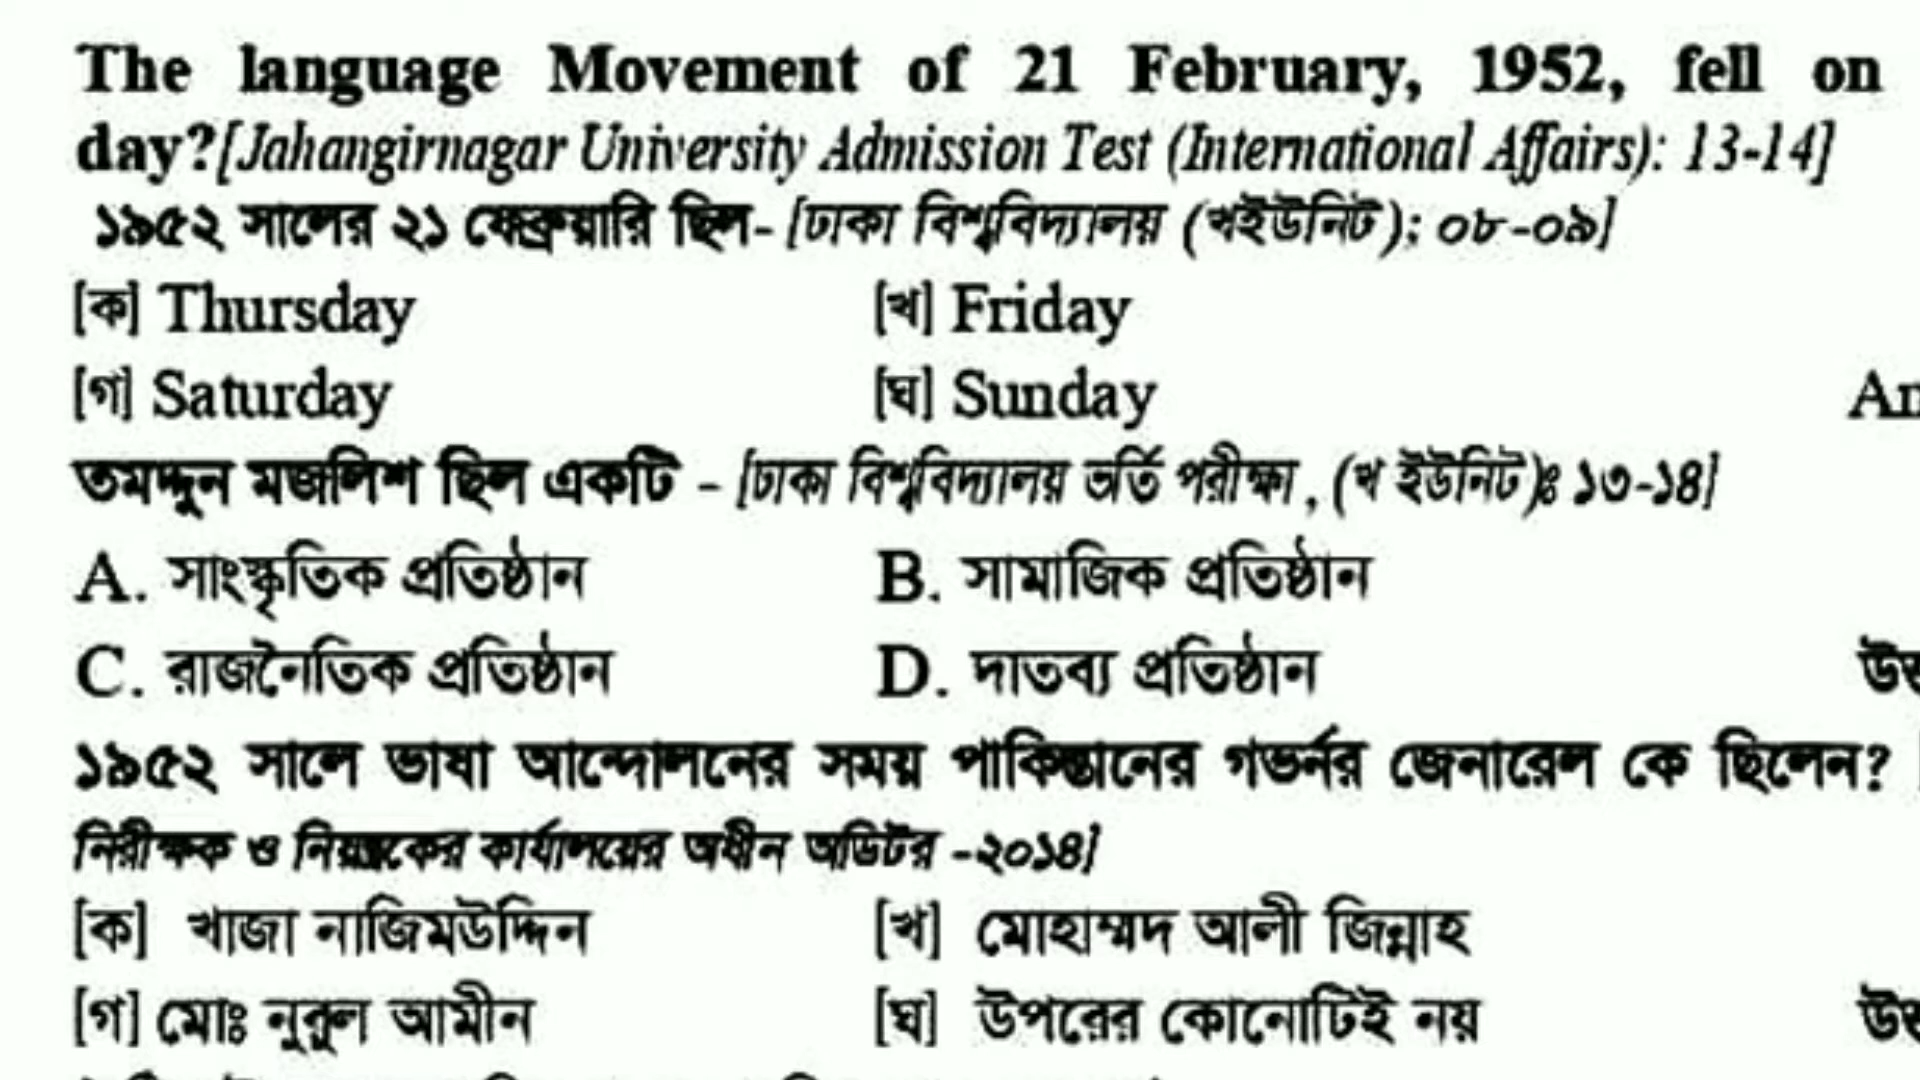 The language Movement of 21 February, 1952, fell on
day?[Jahangirnagar University Admission Test (International Affairs): 13-14]
১৯৫২ সালের ২১ ফেব্রুয়ারি ছিল- [ঢাকা বিশ্ববিদ্যালয় (খইউনিট); ০৮-০৯]
[ক] Thursday [খ] Friday
[গ] Saturday [ঘ] Sunday An
তমদ্দুন মজলিশ ছিল একটি - [ঢাকা বিশ্ববিদ্যালয় ভর্তি পরীক্ষা, (খ ইউনিট)ঃ ১৩-১৪]
A. সাংস্কৃতিক প্রতিষ্ঠান B. সামাজিক প্রতিষ্ঠান
C. রাজনৈতিক প্রতিষ্ঠান D. দাতব্য প্রতিষ্ঠান
১৯৫২ সালে ভাষা আন্দোলনের সময় পাকিস্তানের গভর্নর জেনারেল কে ছিলেন? [
নিরীক্ষক ও নিয়ন্ত্রকের কার্যালয়ের অধীন অডিটর -২০১৪]
[ক] খাজা নাজিমউদ্দিন [খ] মোহাম্মদ আলী জিন্নাহ
[গ] মোঃ নুরুল আমীন [ঘ] উপরের কোনোটিই নয়